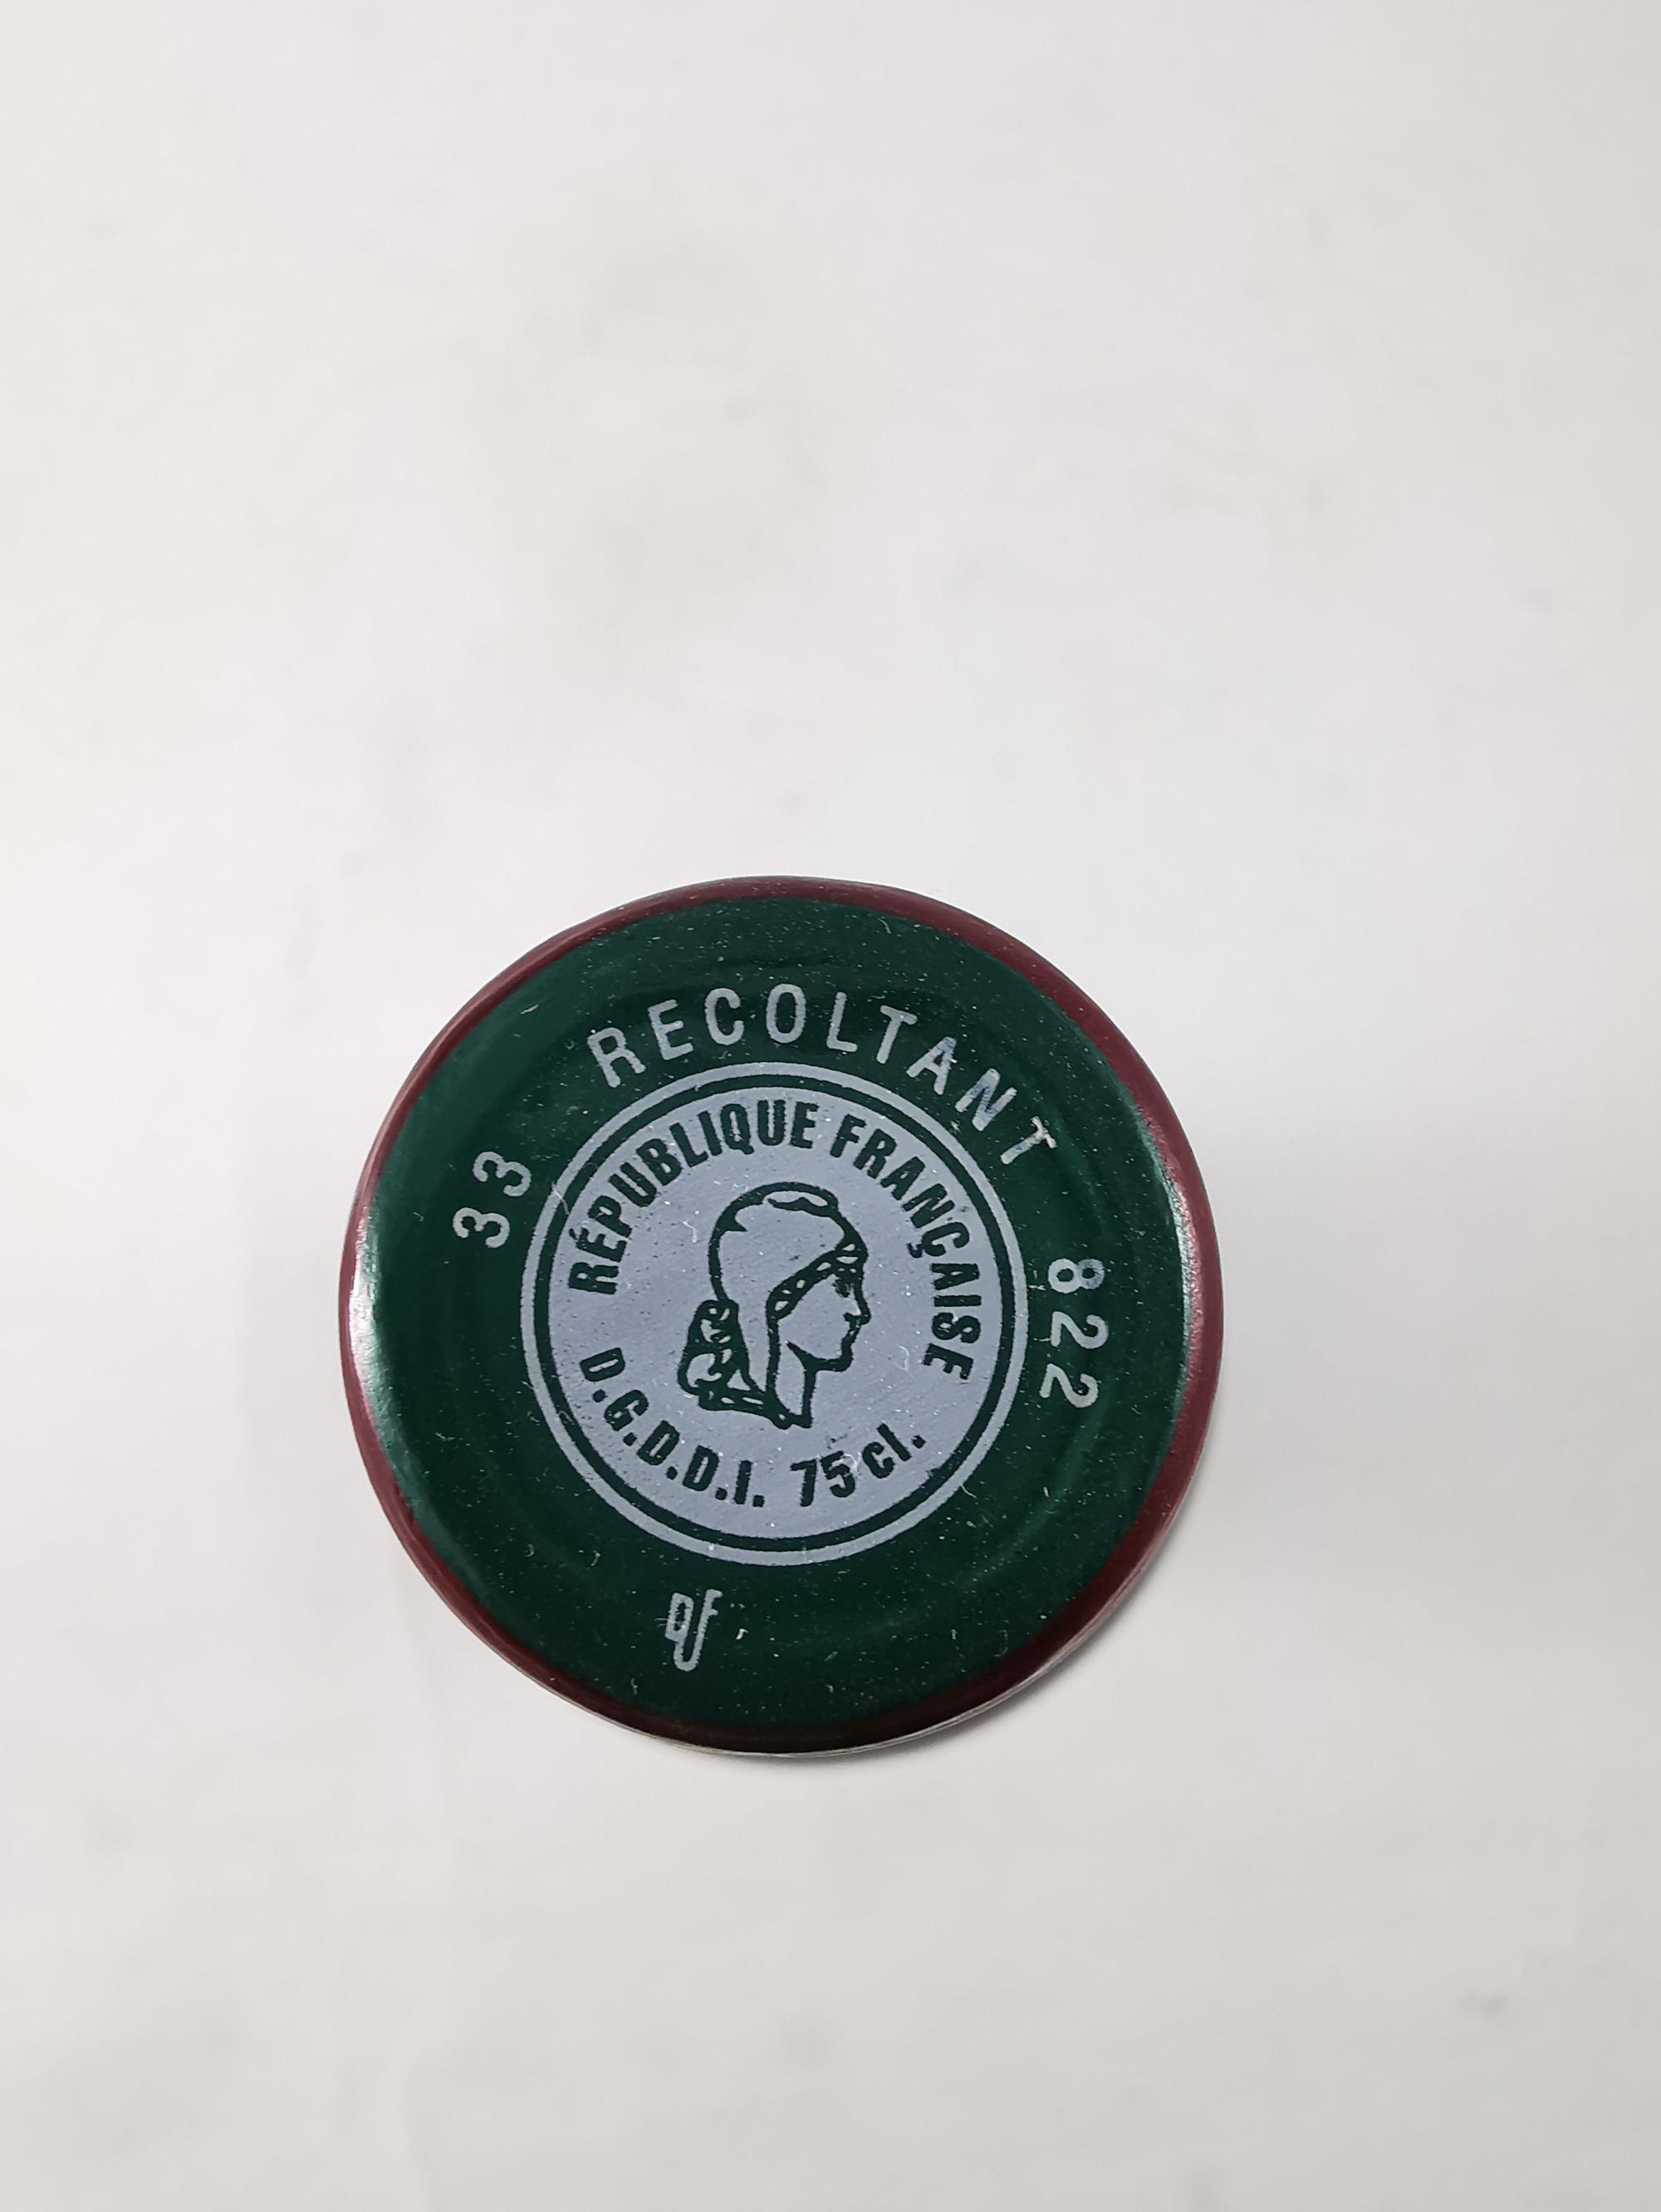 33 RECOLTANT 822
RÉPUBLIQUE FRANÇAISE
D.G.D.D.I. 75 cl.